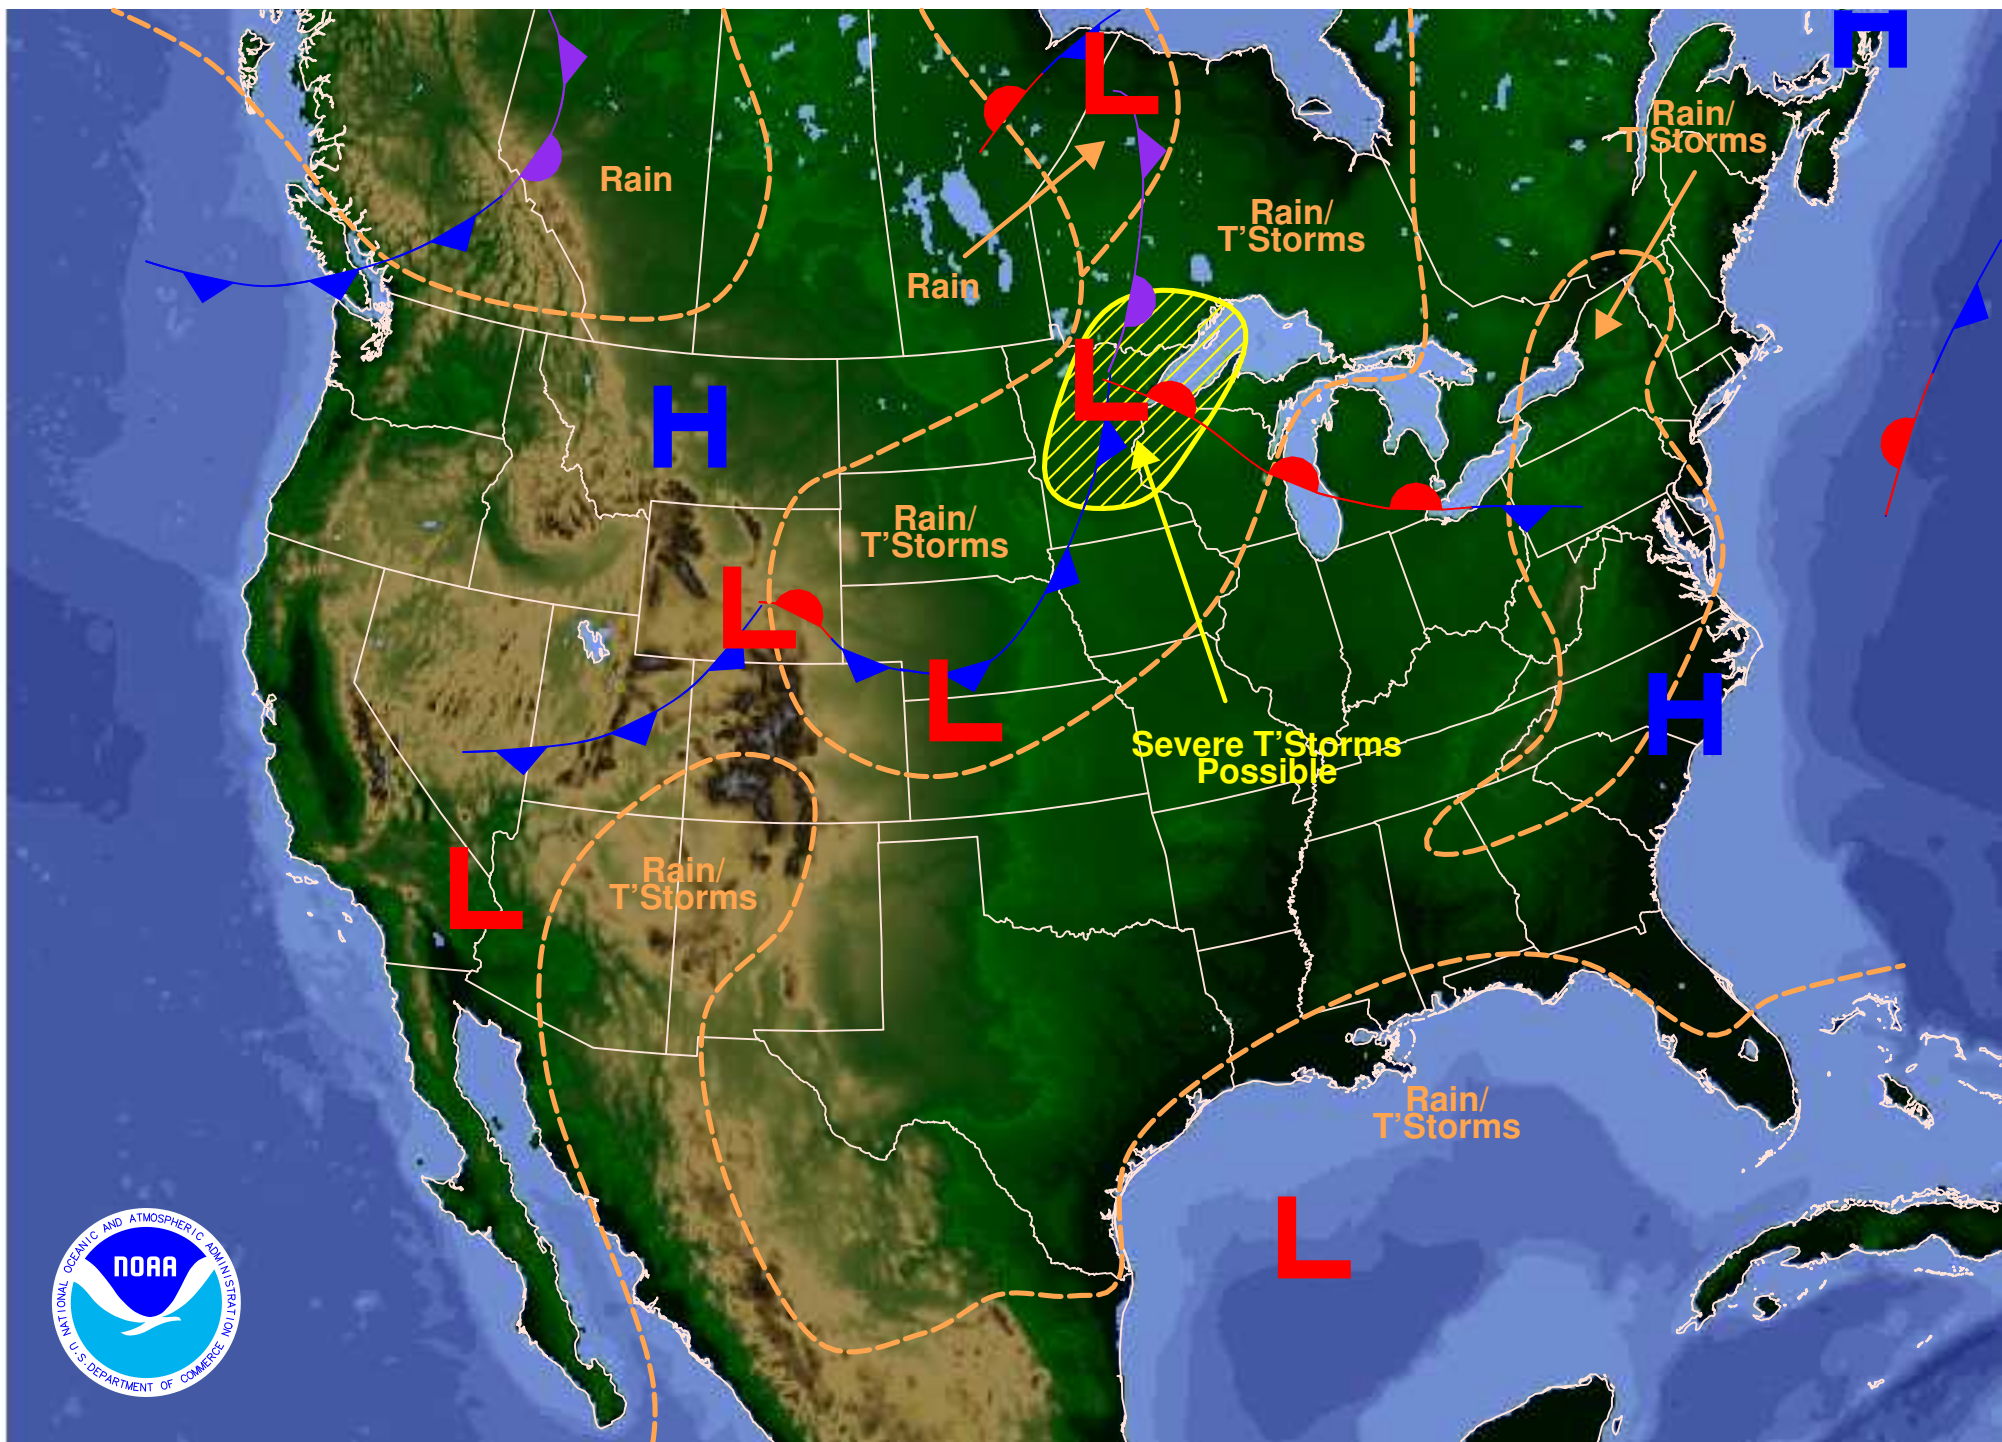 H
L
Rain/
T'Storms
Rain
Rain/
T'Storms
Rain
L
H
Rain/
T'Storms
L
L
H
Severe T'Storms
Possible
L
Rain/
T'Storms
Rain/
T'Storms
L
NATIONAL OCEANIC AND ATMOSPHERIC ADMINISTRATION
NOAA
U.S. DEPARTMENT OF COMMERCE